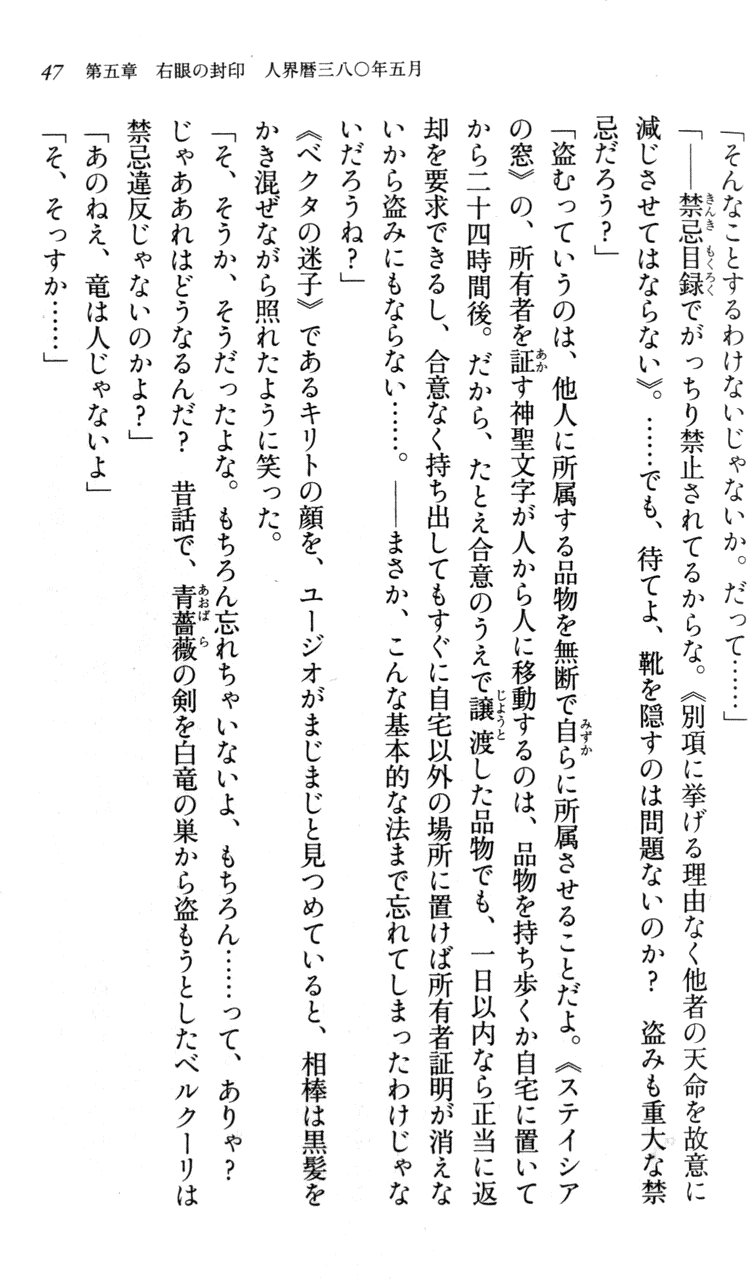 47　第五章　右眼の封印　人界暦三八〇年五月
「そんなことするわけないじゃないか。だって……」
「――禁忌目録でがっちり禁止されてるからな。《別項に挙げる理由なく他者の天命を故意に
減じさせてはならない》。……でも、待てよ、靴を隠すのは問題ないのか？　盗みも重大な禁
忌だろう？」
「盗むっていうのは、他人に所属する品物を無断で自らに所属させることだよ。《ステイシア
の窓》の、所有者を証す神聖文字が人から人に移動するのは、品物を持ち歩くか自宅に置いて
から二十四時間後。だから、たとえ合意のうえで譲渡した品物でも、一日以内なら正当に返
却を要求できるし、合意なく持ち出してもすぐに自宅以外の場所に置けば所有者証明が消えな
いから盗みにもならない……。――まさか、こんな基本的な法まで忘れてしまったわけじゃな
いだろうね？」
《ベクタの迷子》であるキリトの顔を、ユージオがまじまじと見つめていると、相棒は黒髪を
かき混ぜながら照れたように笑った。
「そ、そうか、そうだったよな。もちろん忘れちゃいないよ、もちろん……って、ありゃ？
じゃああれはどうなるんだ？　昔話で、青薔薇の剣を白竜の巣から盗もうとしたベルクーリは
禁忌違反じゃないのかよ？」
「あのねえ、竜は人じゃないよ」
「そ、そっすか……」